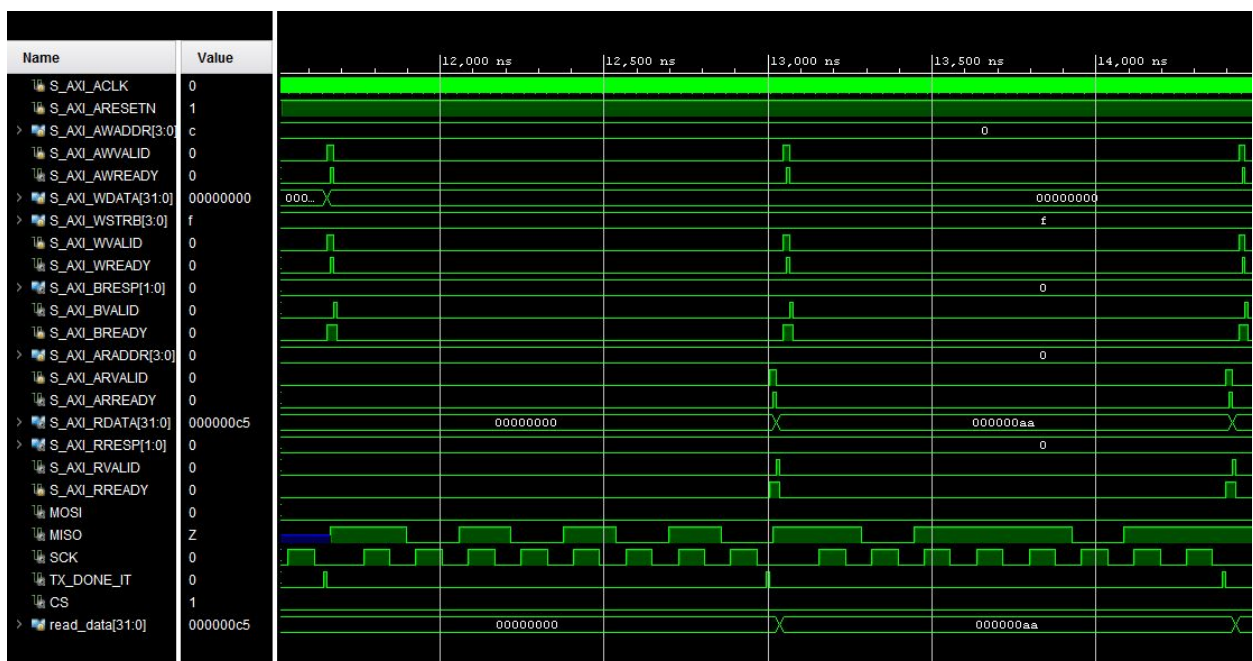 Name Value
12,000 ns 12,500 ns 13,000 ns 13,500 ns 14,000 ns
S_AXI_ACLK 0
S_AXI_ARESETN 1
S_AXI_AWADDR[3:0] c 0
S_AXI_AWVALID 0
S_AXI_AWREADY 0
S_AXI_WDATA[31:0] 00000000 000... 00000000
S_AXI_WSTRB[3:0] f f
S_AXI_WVALID 0
S_AXI_WREADY 0
S_AXI_BRESP[1:0] 0 0
S_AXI_BVALID 0
S_AXI_BREADY 0
S_AXI_ARADDR[3:0] 0 0
S_AXI_ARVALID 0
S_AXI_ARREADY 0
S_AXI_RDATA[31:0] 000000c5 00000000 000000aa
S_AXI_RRESP[1:0] 0 0
S_AXI_RVALID 0
S_AXI_RREADY 0
MOSI 0
MISO Z
SCK 0
TX_DONE_IT 0
CS 1
read_data[31:0] 000000c5 00000000 000000aa